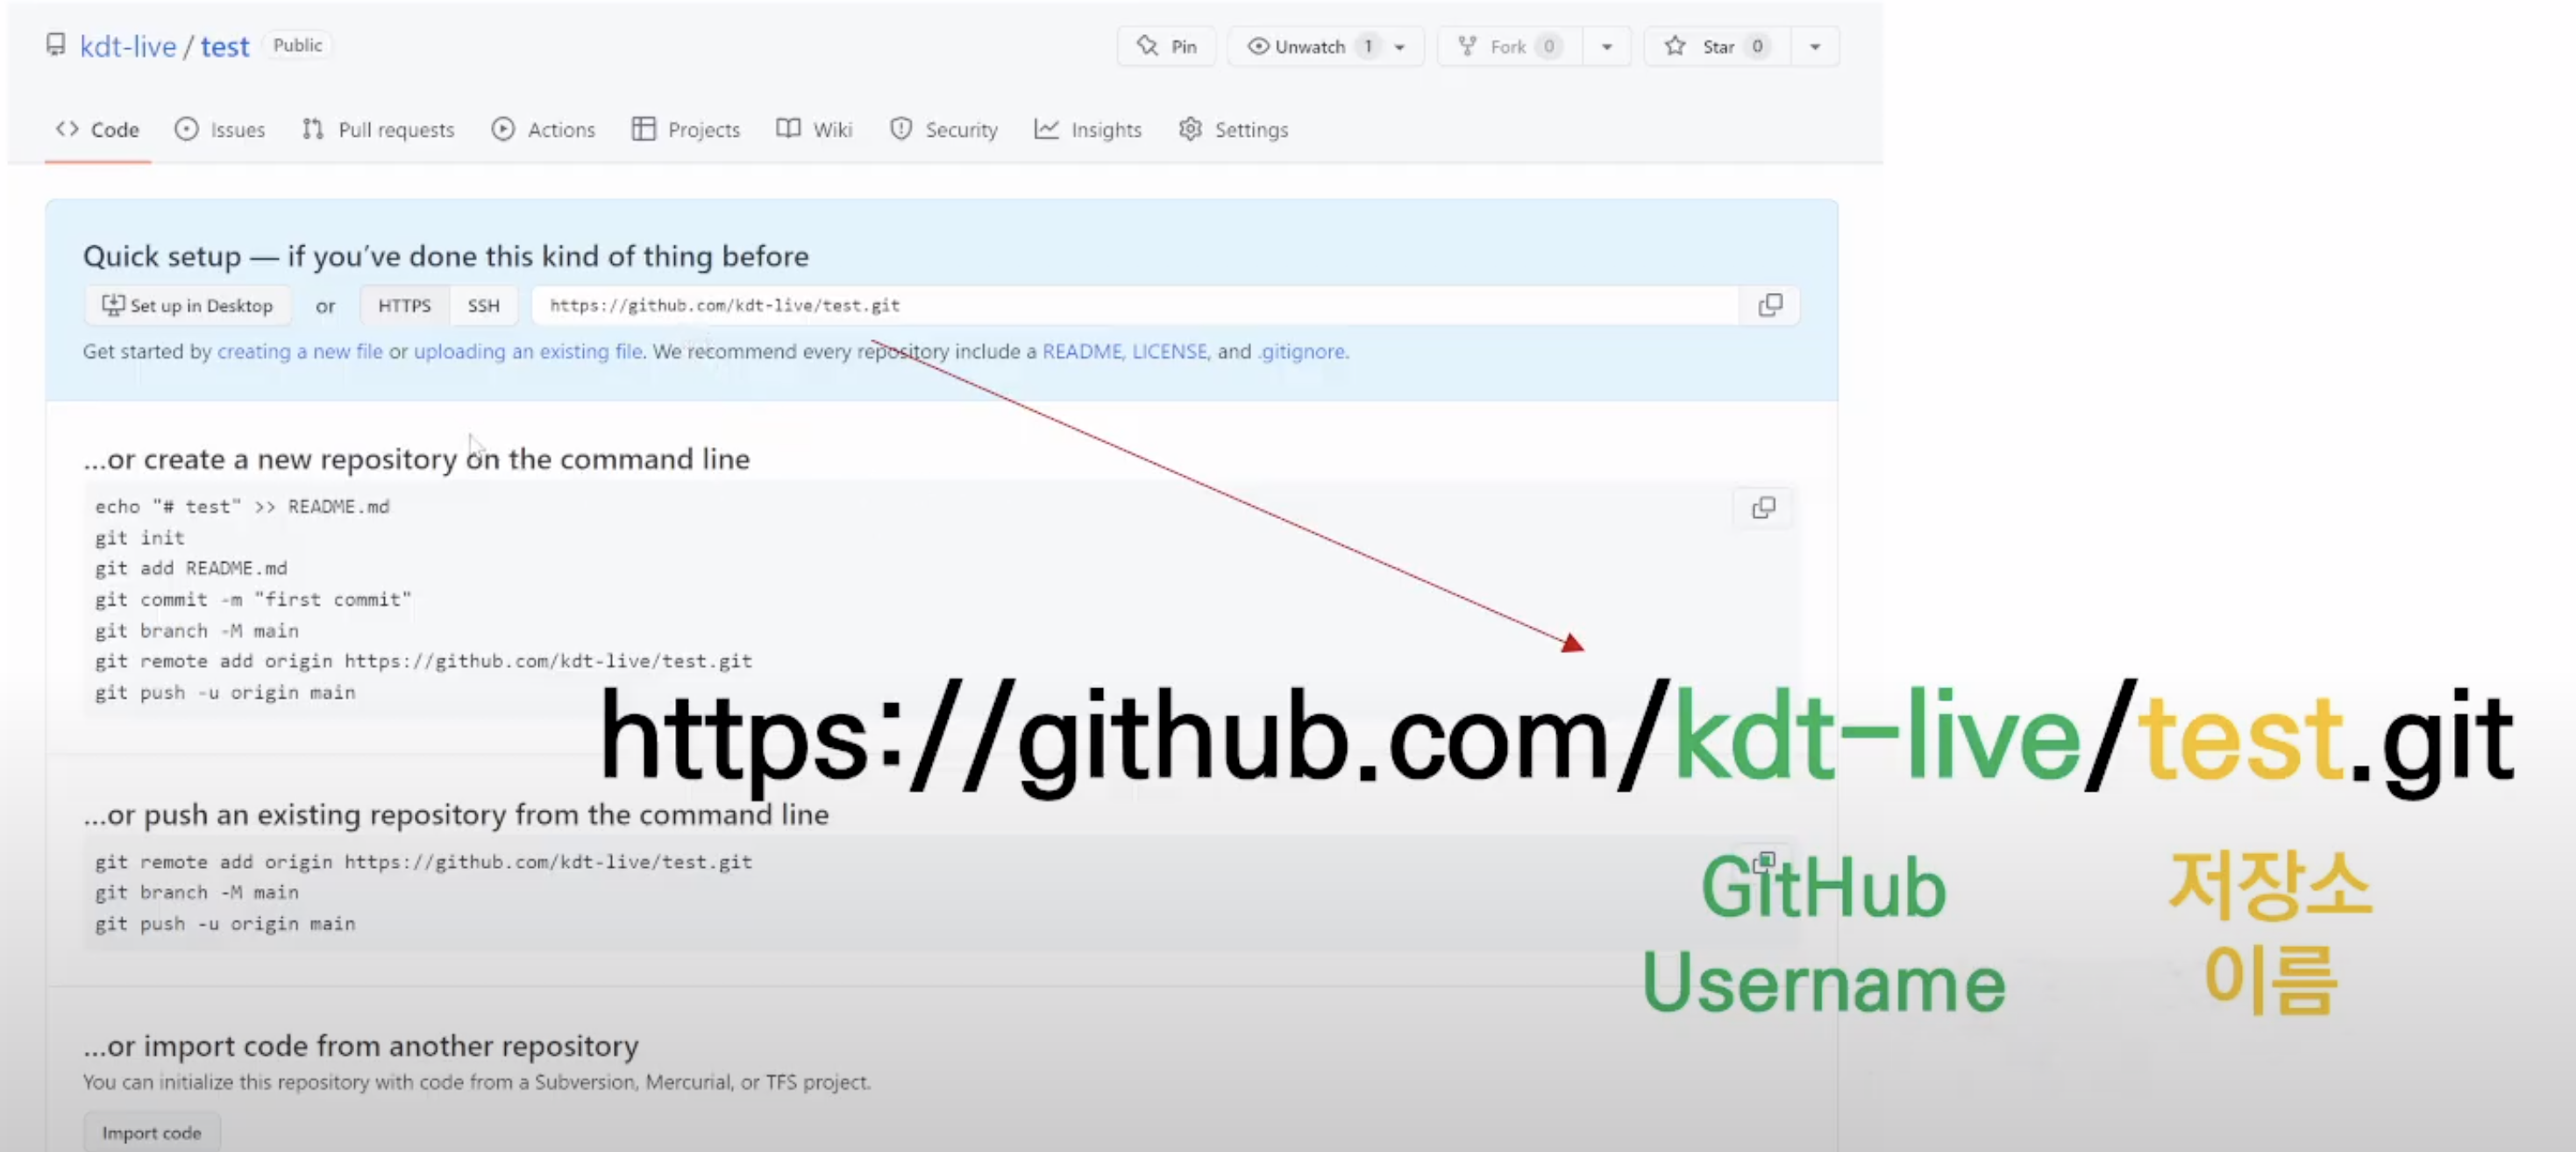 kdt-live / test Public
Pin Unwatch 1 Fork 0 Star 0
Code Issues Pull requests Actions Projects Wiki Security Insights Settings
Quick setup — if you've done this kind of thing before
Set up in Desktop or HTTPS SSH https://github.com/kdt-live/test.git
Get started by creating a new file or uploading an existing file. We recommend every repository include a README, LICENSE, and .gitignore.
...or create a new repository on the command line
echo "# test" >> README.md
git init
git add README.md
git commit -m "first commit"
git branch -M main
git remote add origin https://github.com/kdt-live/test.git
git push -u origin main
https://github.com/kdt-live/test.git
GitHub
Username
저장소
이름
...or push an existing repository from the command line
git remote add origin https://github.com/kdt-live/test.git
git branch -M main
git push -u origin main
...or import code from another repository
You can initialize this repository with code from a Subversion, Mercurial, or TFS project.
Import code